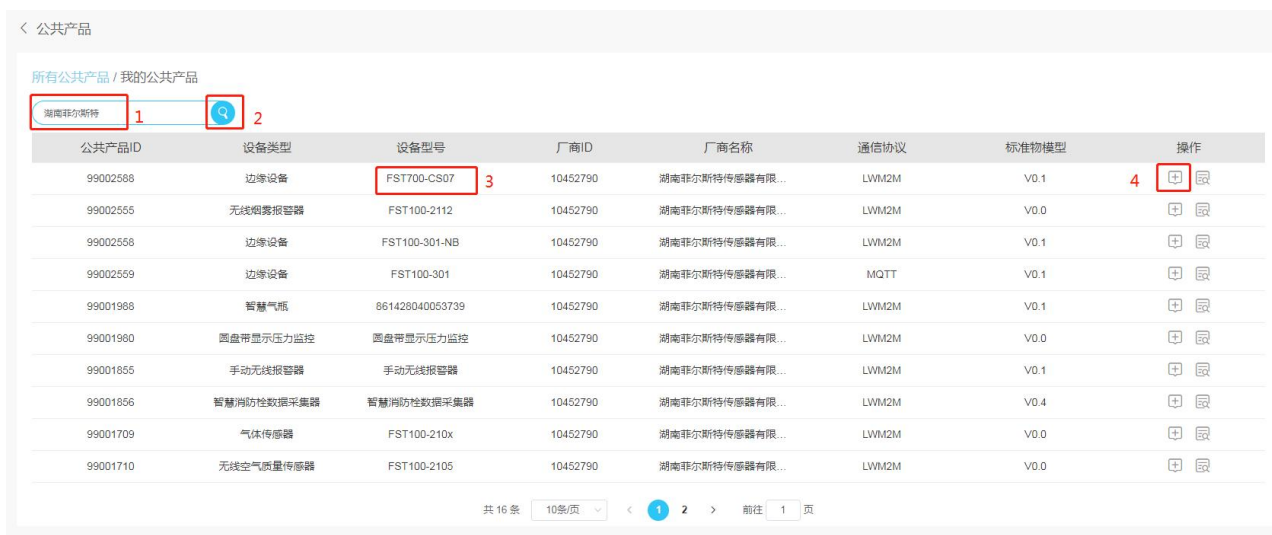 < 公共产品
所有公共产品 / 我的公共产品
湖南菲尔斯特 1 2
公共产品ID 设备类型 设备型号 厂商ID 厂商名称 通信协议 标准物模型 操作
99002588 边缘设备 FST700-CS07 3 10452790 湖南菲尔斯特传感器有限... LWM2M V0.1 4
99002555 无线烟雾报警器 FST100-2112 10452790 湖南菲尔斯特传感器有限... LWM2M V0.0
99002558 边缘设备 FST100-301-NB 10452790 湖南菲尔斯特传感器有限... LWM2M V0.1
99002559 边缘设备 FST100-301 10452790 湖南菲尔斯特传感器有限... MQTT V0.1
99001988 智慧气瓶 861428040053739 10452790 湖南菲尔斯特传感器有限... LWM2M V0.1
99001980 圆盘带显示压力监控 圆盘带显示压力监控 10452790 湖南菲尔斯特传感器有限... LWM2M V0.0
99001855 手动无线报警器 手动无线报警器 10452790 湖南菲尔斯特传感器有限... LWM2M V0.1
99001856 智慧消防栓数据采集器 智慧消防栓数据采集器 10452790 湖南菲尔斯特传感器有限... LWM2M V0.4
99001709 气体传感器 FST100-210x 10452790 湖南菲尔斯特传感器有限... LWM2M V0.0
99001710 无线空气质量传感器 FST100-2105 10452790 湖南菲尔斯特传感器有限... LWM2M V0.0
共 16 条 10条/页 < 1 2 > 前往 1 页